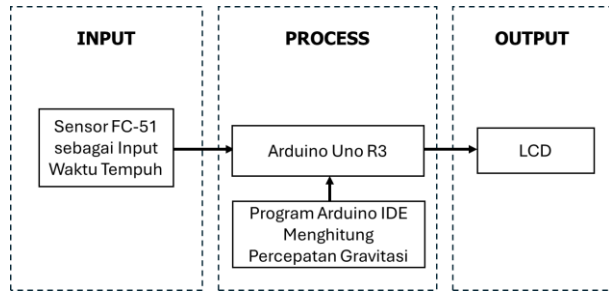 INPUT
PROCESS
OUTPUT
Sensor FC-51
sebagai Input
Waktu Tempuh
Arduino Uno R3
LCD
Program Arduino IDE
Menghitung
Percepatan Gravitasi